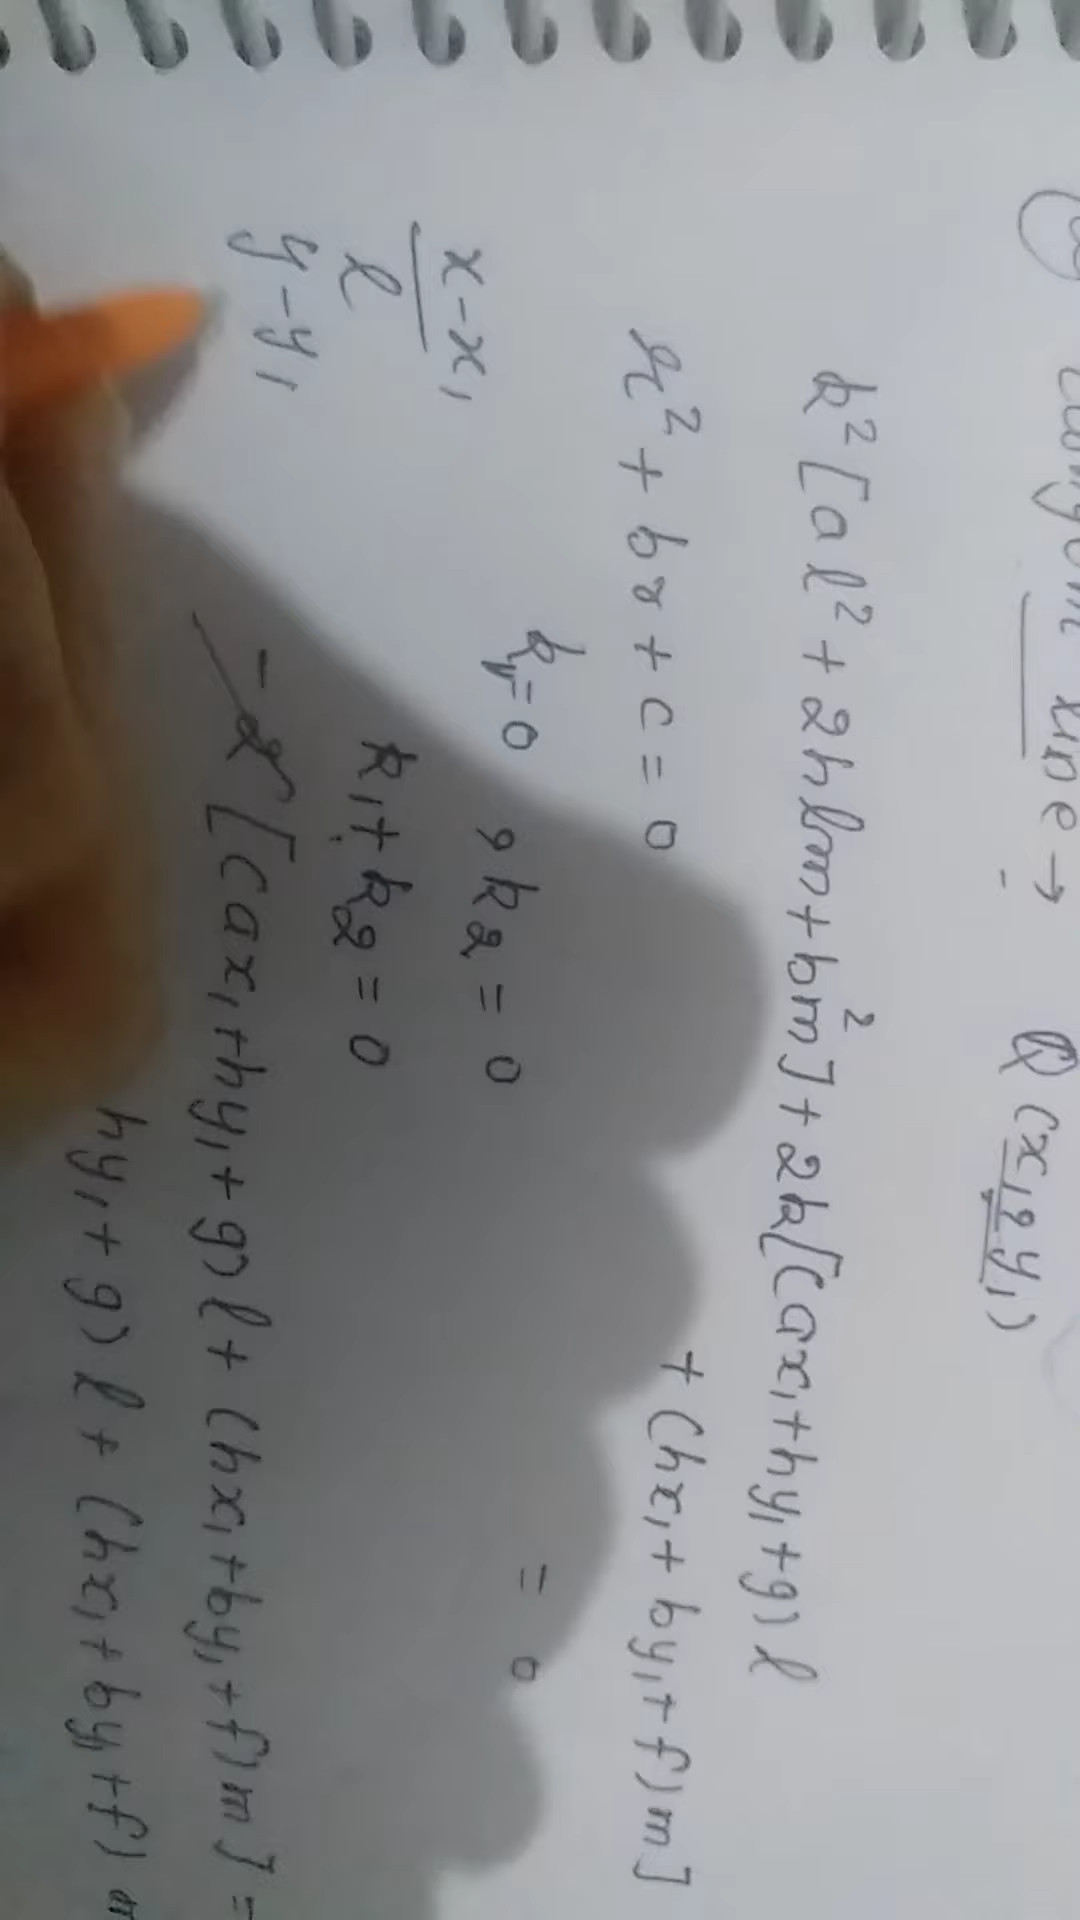 Tangent Line → Q (x₁, y₁)
k² [al² + 2hlm + bm²] + 2k[(ax₁ + hy₁ + g) l
+ (hx₁ + by₁ + f) m]
= 0
x² + bx + c = 0
k₁ = 0 , k₂ = 0
k₁ + k₂ = 0
x - x₁
l
y - y₁
-2 [(ax₁ + hy₁ + g) l + (hx₁ + by₁ + f) m] =
hy₁ + g) l + (hx₁ + by₁ + f)